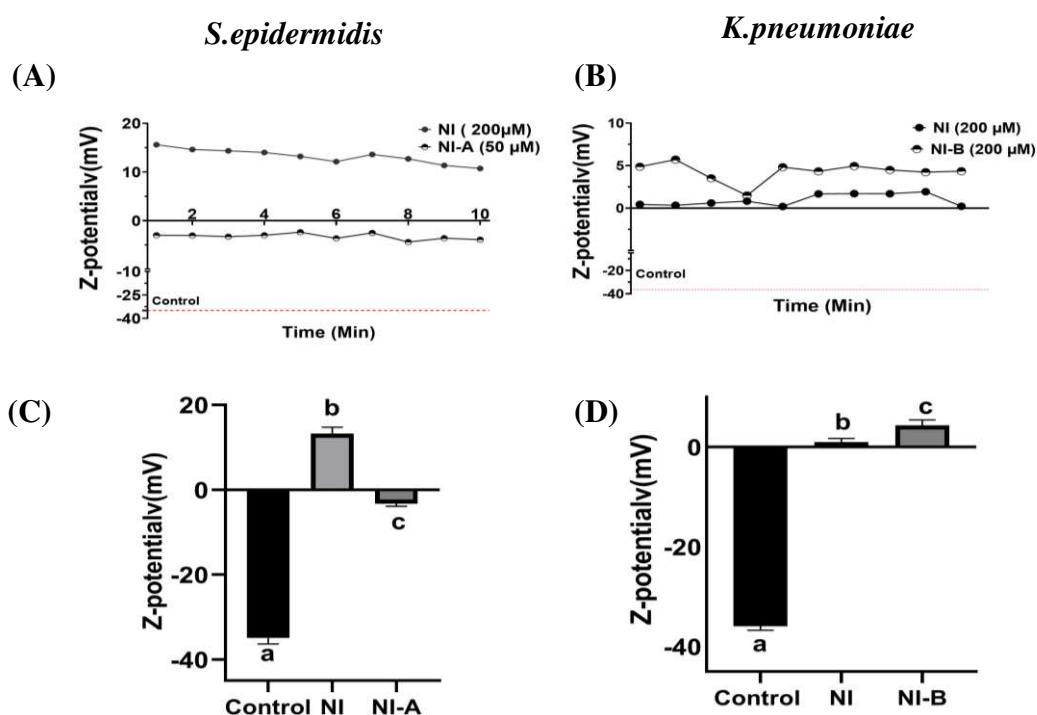 S.epidermidis
K.pneumoniae
(A)
(B)
Z-potentialv(mV)
20
10
0
-10
-25
-40
NI ( 200µM)
NI-A (50 µM)
2
4
6
8
10
Control
Time (Min)
Z-potentialv(mV)
10
5
0
-20
-40
NI (200 µM)
NI-B (200 µM)
Control
Time (Min)
(C)
(D)
Z-potentialv(mV)
20
0
-20
-40
a
b
c
Control NI NI-A
Z-potentialv(mV)
0
-20
-40
a
b
c
Control NI NI-B